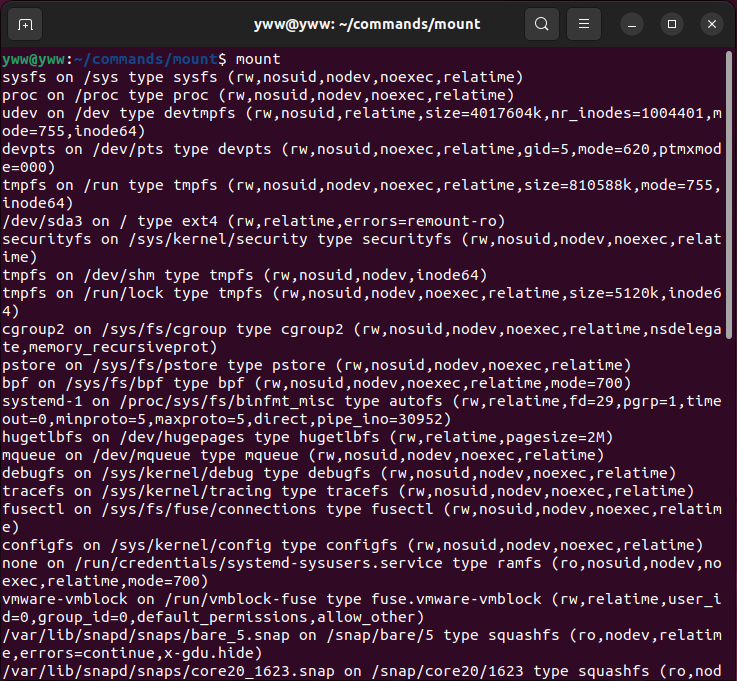 yww@yww: ~/commands/mount
yww@yww:~/commands/mount$ mount
sysfs on /sys type sysfs (rw,nosuid,nodev,noexec,relatime)
proc on /proc type proc (rw,nosuid,nodev,noexec,relatime)
udev on /dev type devtmpfs (rw,nosuid,relatime,size=4017604k,nr_inodes=1004401,m
ode=755,inode64)
devpts on /dev/pts type devpts (rw,nosuid,noexec,relatime,gid=5,mode=620,ptmxmod
e=000)
tmpfs on /run type tmpfs (rw,nosuid,nodev,noexec,relatime,size=810588k,mode=755,
inode64)
/dev/sda3 on / type ext4 (rw,relatime,errors=remount-ro)
securityfs on /sys/kernel/security type securityfs (rw,nosuid,nodev,noexec,relat
ime)
tmpfs on /dev/shm type tmpfs (rw,nosuid,nodev,inode64)
tmpfs on /run/lock type tmpfs (rw,nosuid,nodev,noexec,relatime,size=5120k,inode6
4)
cgroup2 on /sys/fs/cgroup type cgroup2 (rw,nosuid,nodev,noexec,relatime,nsdelega
te,memory_recursiveprot)
pstore on /sys/fs/pstore type pstore (rw,nosuid,nodev,noexec,relatime)
bpf on /sys/fs/bpf type bpf (rw,nosuid,nodev,noexec,relatime,mode=700)
systemd-1 on /proc/sys/fs/binfmt_misc type autofs (rw,relatime,fd=29,pgrp=1,time
out=0,minproto=5,maxproto=5,direct,pipe_ino=30952)
hugetlbfs on /dev/hugepages type hugetlbfs (rw,relatime,pagesize=2M)
mqueue on /dev/mqueue type mqueue (rw,nosuid,nodev,noexec,relatime)
debugfs on /sys/kernel/debug type debugfs (rw,nosuid,nodev,noexec,relatime)
tracefs on /sys/kernel/tracing type tracefs (rw,nosuid,nodev,noexec,relatime)
fusectl on /sys/fs/fuse/connections type fusectl (rw,nosuid,nodev,noexec,relatim
e)
configfs on /sys/kernel/config type configfs (rw,nosuid,nodev,noexec,relatime)
none on /run/credentials/systemd-sysusers.service type ramfs (ro,nosuid,nodev,no
exec,relatime,mode=700)
vmware-vmblock on /run/vmblock-fuse type fuse.vmware-vmblock (rw,relatime,user_i
d=0,group_id=0,default_permissions,allow_other)
/var/lib/snapd/snaps/bare_5.snap on /snap/bare/5 type squashfs (ro,nodev,relatim
e,errors=continue,x-gdu.hide)
/var/lib/snapd/snaps/core20_1623.snap on /snap/core20/1623 type squashfs (ro,nod